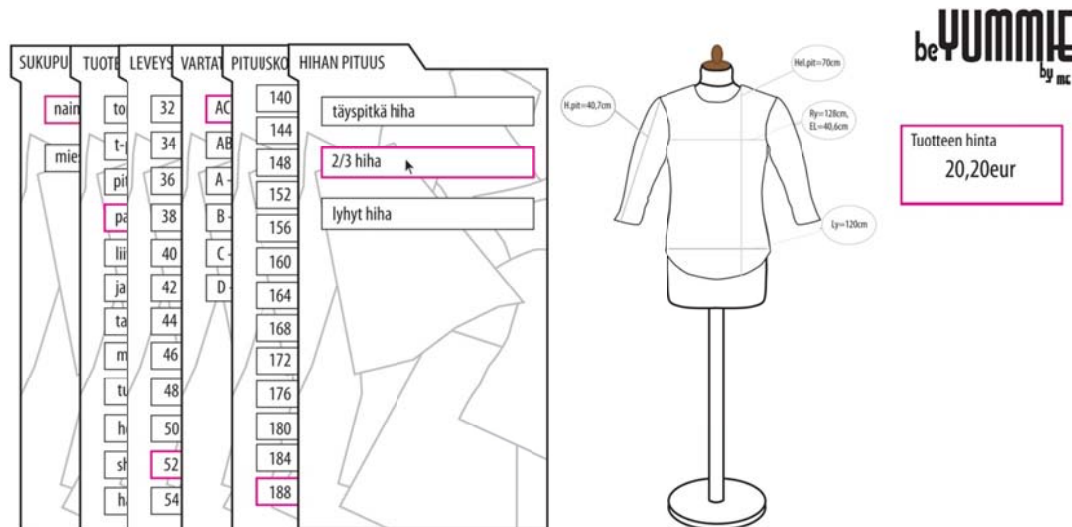 SUKUPU
nain
mies
TUOTE
to
t-p
pit
pa
lii
ja
ta
m
tu
h
sh
ha
LEVEYS
32
34
36
38
40
42
44
46
48
50
52
54
VARTAT
AC
AB
A -
B -
C -
D -
PITUUSKO
140
144
148
152
156
160
164
168
172
176
180
184
188
HIHAN PITUUS
täyspitkä hiha
2/3 hiha
lyhyt hiha
Hel.pit=70cm
H.pit=40,7cm
Ry=128cm,
EL=40,6cm
Ly=120cm
beYUMMIE
by mc
Tuotteen hinta
20,20eur